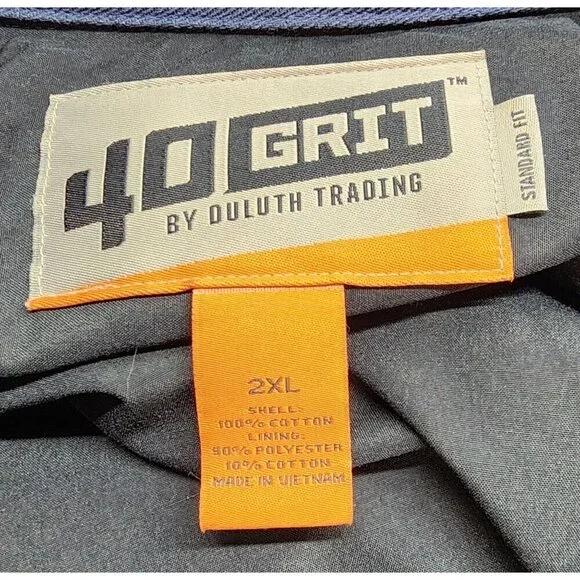 40 GRIT™
BY DULUTH TRADING
STANDARD FIT
2XL
SHELL:
100% COTTON
LINING:
90% POLYESTER
10% COTTON
MADE IN VIETNAM